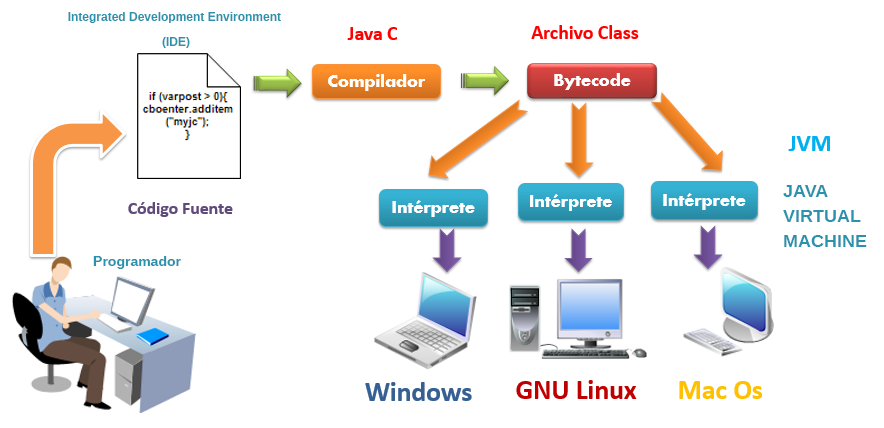 Integrated Development Environment
(IDE)
Java C
Archivo Class
if (varpost > 0){
cboenter.additem
("myjc");
}
Compilador
Bytecode
JVM
Código Fuente
Intérprete
Intérprete
Intérprete
JAVA
VIRTUAL
MACHINE
Programador
Windows
GNU Linux
Mac Os